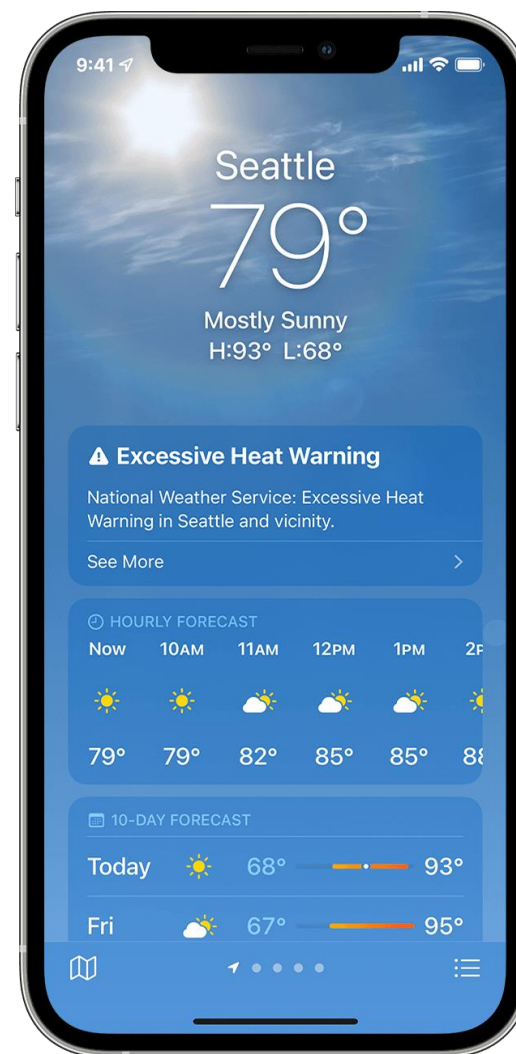 9:41
Seattle
79°
Mostly Sunny
H:93° L:68°
Excessive Heat Warning
National Weather Service: Excessive Heat
Warning in Seattle and vicinity.
See More
HOURLY FORECAST
Now 10AM 11AM 12PM 1PM
79° 79° 82° 85° 85°
10-DAY FORECAST
Today 68° 93°
Fri 67° 95°